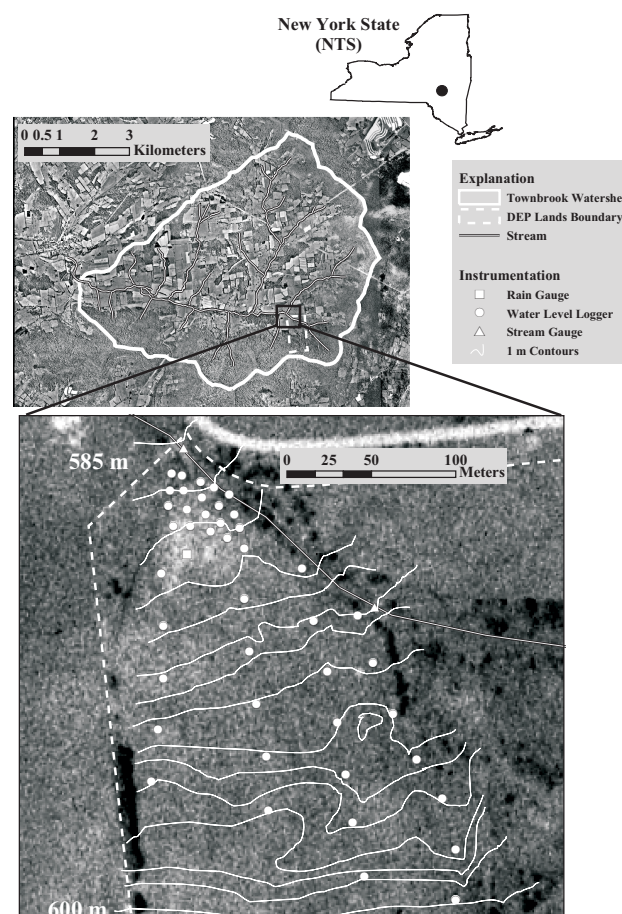 New York State
(NTS)
0 0.5 1 2 3
Kilometers
Explanation
Townbrook Watershe
DEP Lands Boundary
Stream
Instrumentation
Rain Gauge
Water Level Logger
Stream Gauge
1 m Contours
585 m
0 25 50 100
Meters
600 m